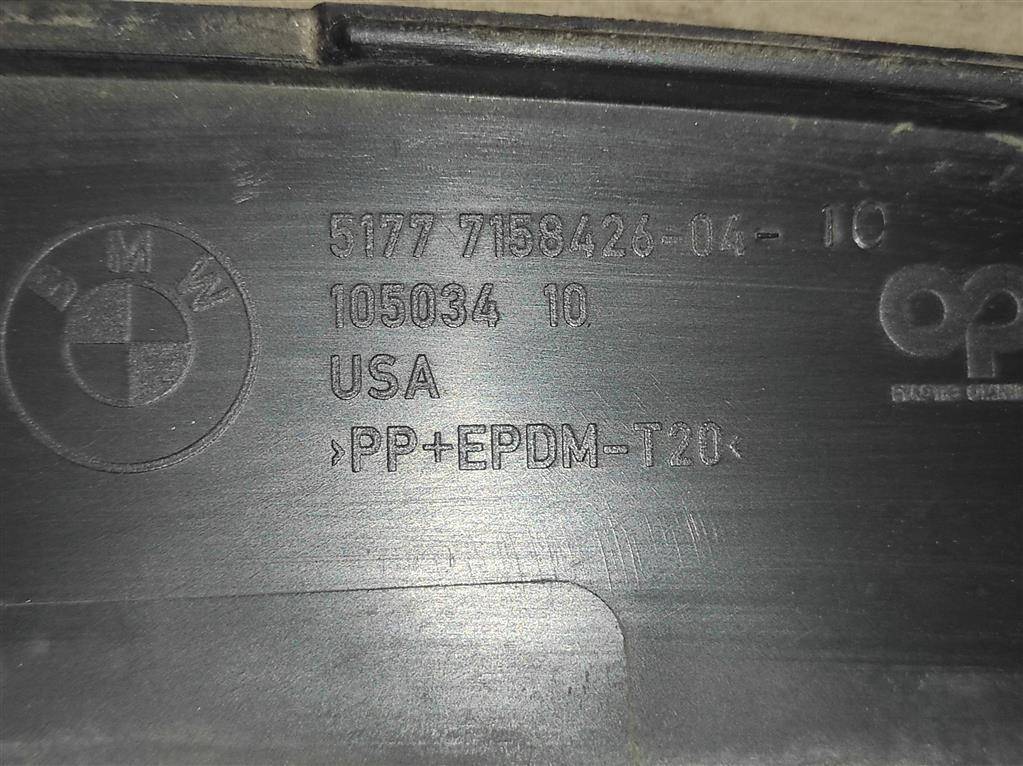 BMW
5177 7158426-04- 10
105034 10
USA
>PP+EPDM-T20<